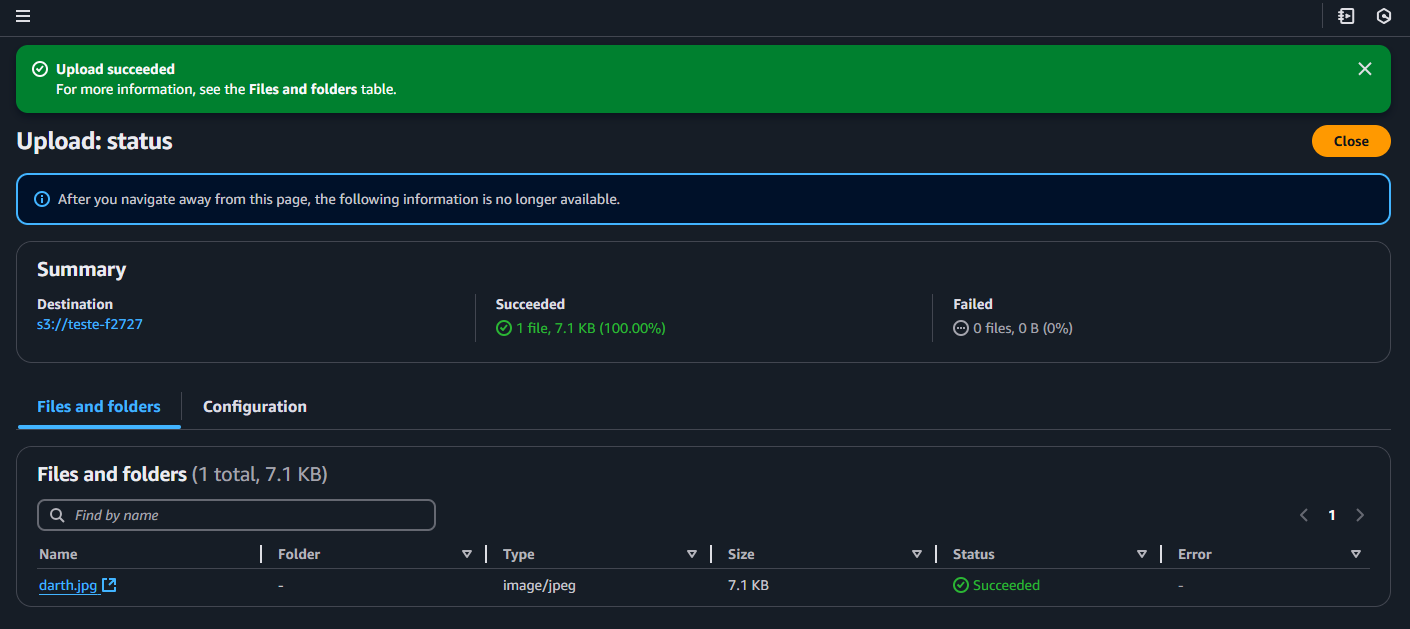 Upload succeeded
For more information, see the Files and folders table.
Upload: status
Close
After you navigate away from this page, the following information is no longer available.
Summary
Destination
s3://teste-f2727
Succeeded
1 file, 7.1 KB (100.00%)
Failed
0 files, 0 B (0%)
Files and folders
Configuration
Files and folders (1 total, 7.1 KB)
Find by name
1
Name Folder Type Size Status Error
darth.jpg - image/jpeg 7.1 KB Succeeded -